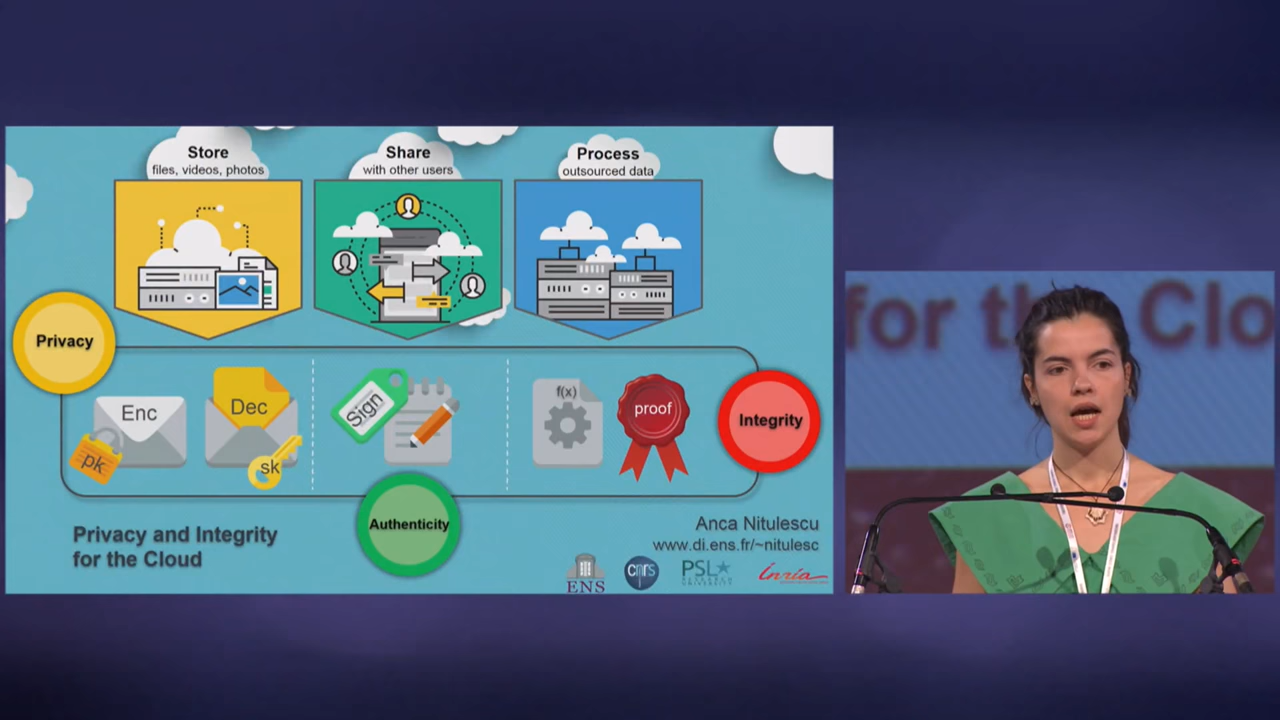 Store
files, videos, photos
Share
with other users
Process
outsourced data
Privacy
Enc
Dec
pk
sk
Sign
f(x)
proof
Integrity
Authenticity
Privacy and Integrity
for the Cloud
Anca Nitulescu
www.di.ens.fr/~nitulesc
ENS
cnrs
PSL
Inria
for the Clo